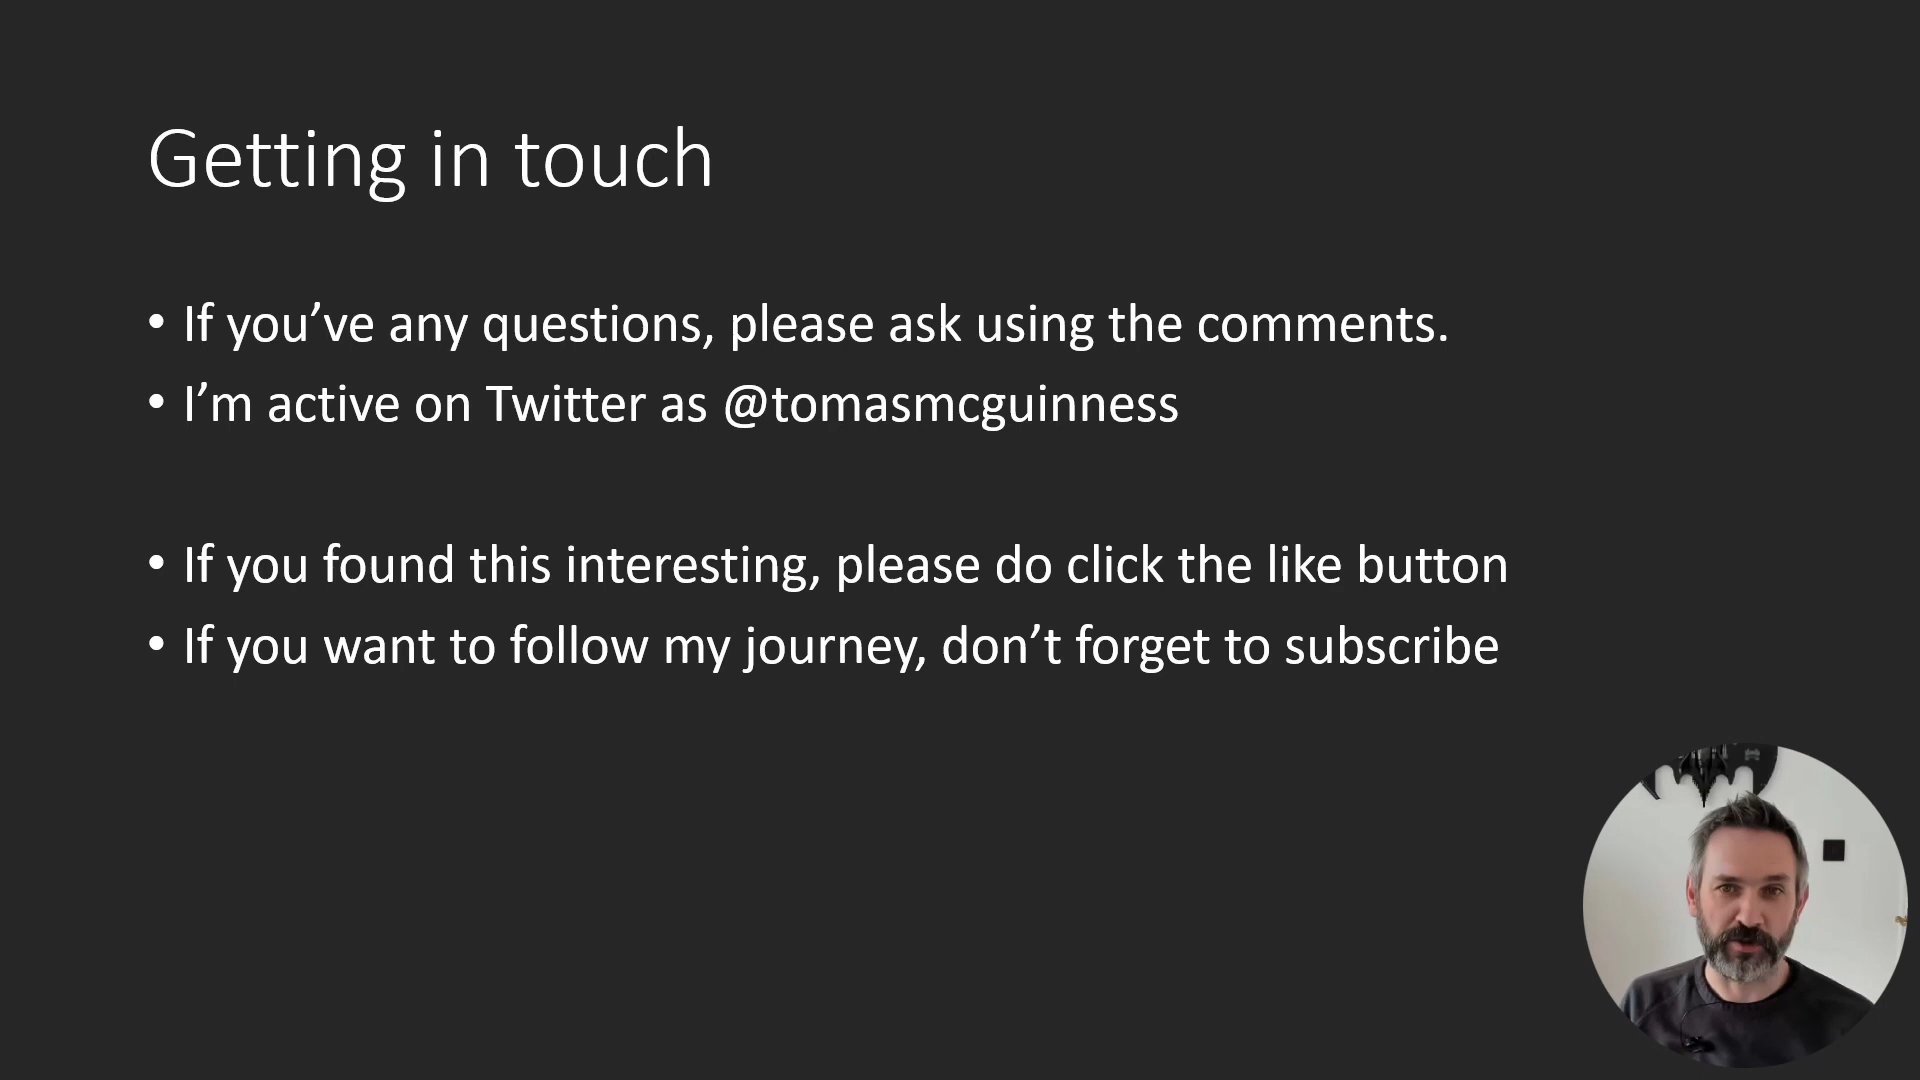 Getting in touch
• If you’ve any questions, please ask using the comments.
• I’m active on Twitter as @tomasmcguinness
• If you found this interesting, please do click the like button
• If you want to follow my journey, don’t forget to subscribe